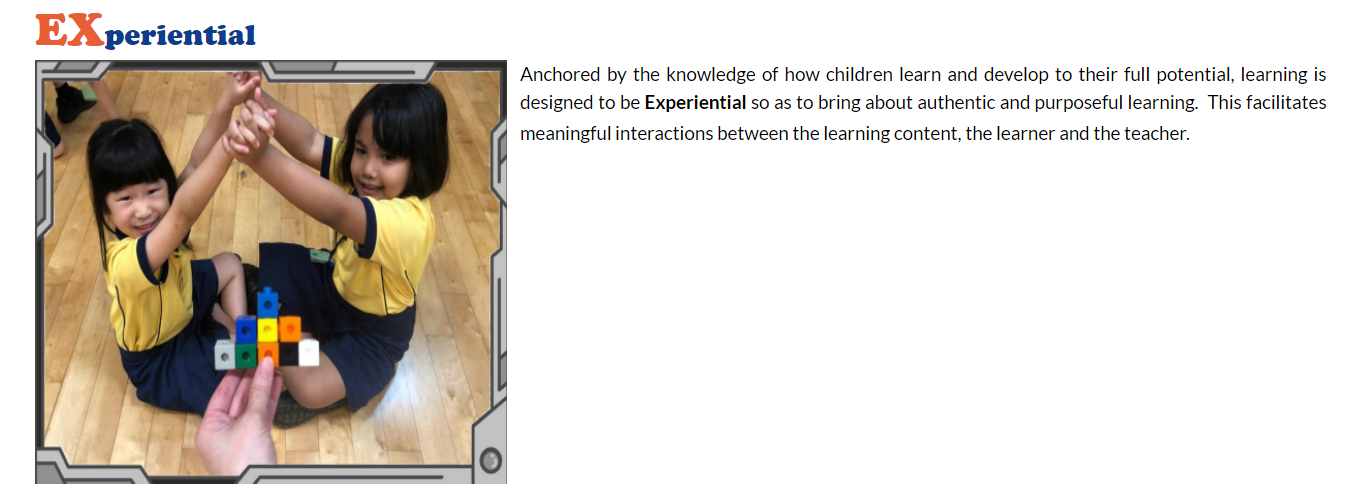 EXperiential
Anchored by the knowledge of how children learn and develop to their full potential, learning is
designed to be Experiential so as to bring about authentic and purposeful learning.  This facilitates
meaningful interactions between the learning content, the learner and the teacher.